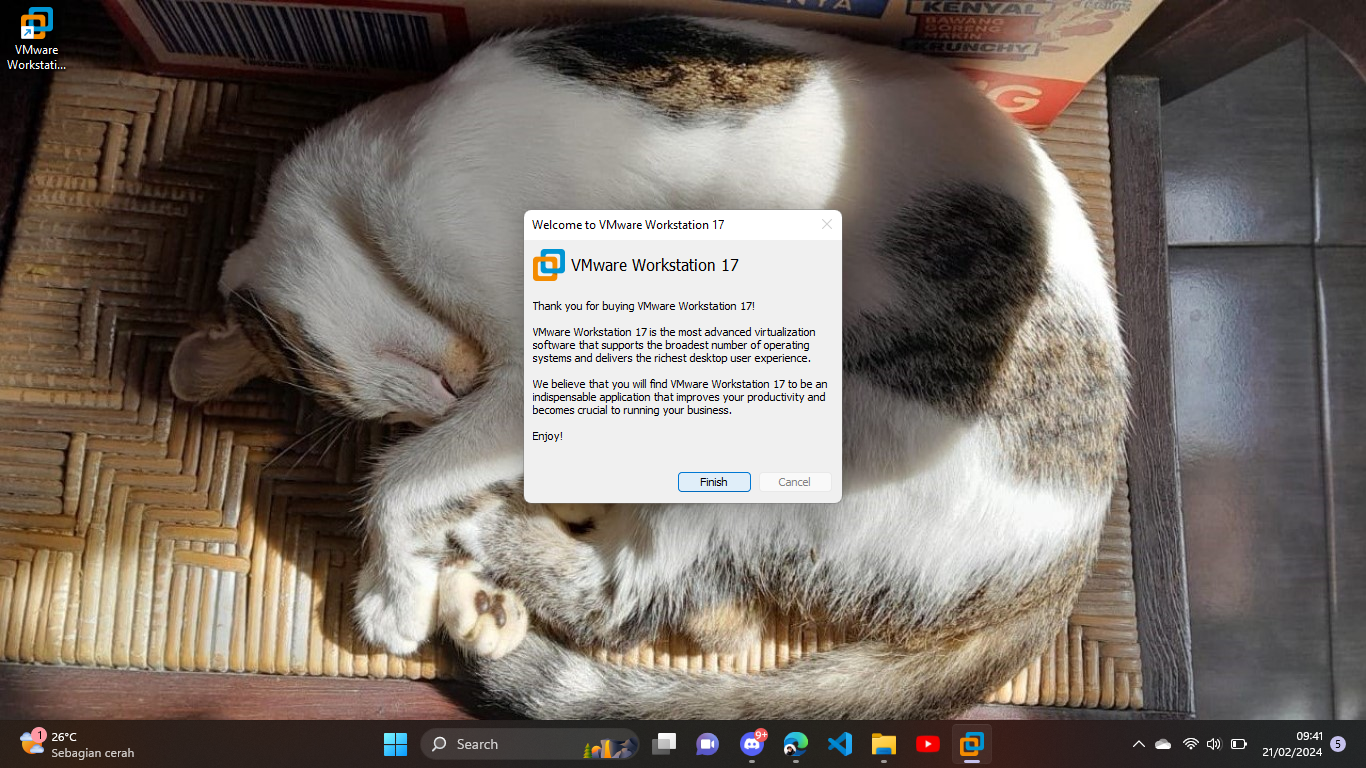 NYA
KENYAL
BAWANG
GORENG
MAKIN
KRUNCHY
G
VMware
Workstati...
Welcome to VMware Workstation 17
VMware Workstation 17
Thank you for buying VMware Workstation 17!
VMware Workstation 17 is the most advanced virtualization
software that supports the broadest number of operating
systems and delivers the richest desktop user experience.
We believe that you will find VMware Workstation 17 to be an
indispensable application that improves your productivity and
becomes crucial to running your business.
Enjoy!
Finish
Cancel
1
26°C
Sebagian cerah
Search
9+
09:41
21/02/2024
5